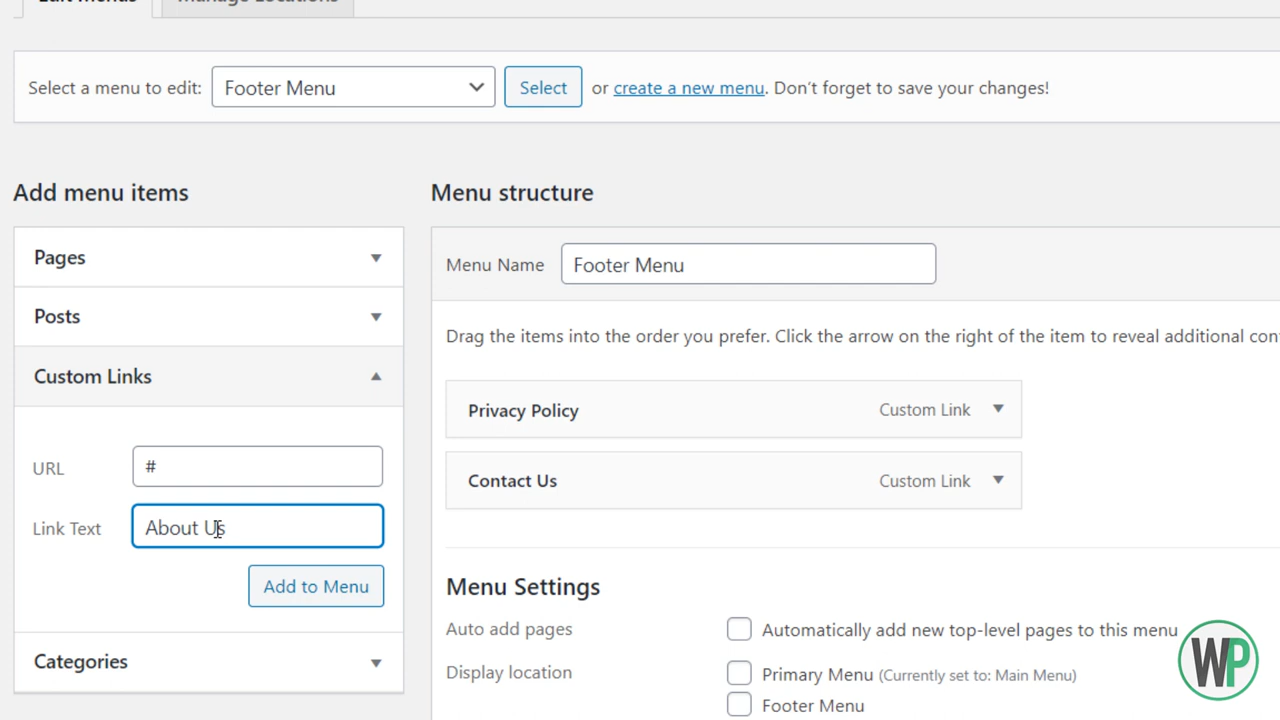 Edit Menus Manage Locations
Select a menu to edit: Footer Menu Select or create a new menu. Don't forget to save your changes!
Add menu items
Menu structure
Pages
Posts
Custom Links
URL #
Link Text About Us
Add to Menu
Categories
Menu Name Footer Menu
Drag the items into the order you prefer. Click the arrow on the right of the item to reveal additional
Privacy Policy Custom Link
Contact Us Custom Link
Menu Settings
Auto add pages Automatically add new top-level pages to this menu
Display location Primary Menu (Currently set to: Main Menu)
Footer Menu
WP